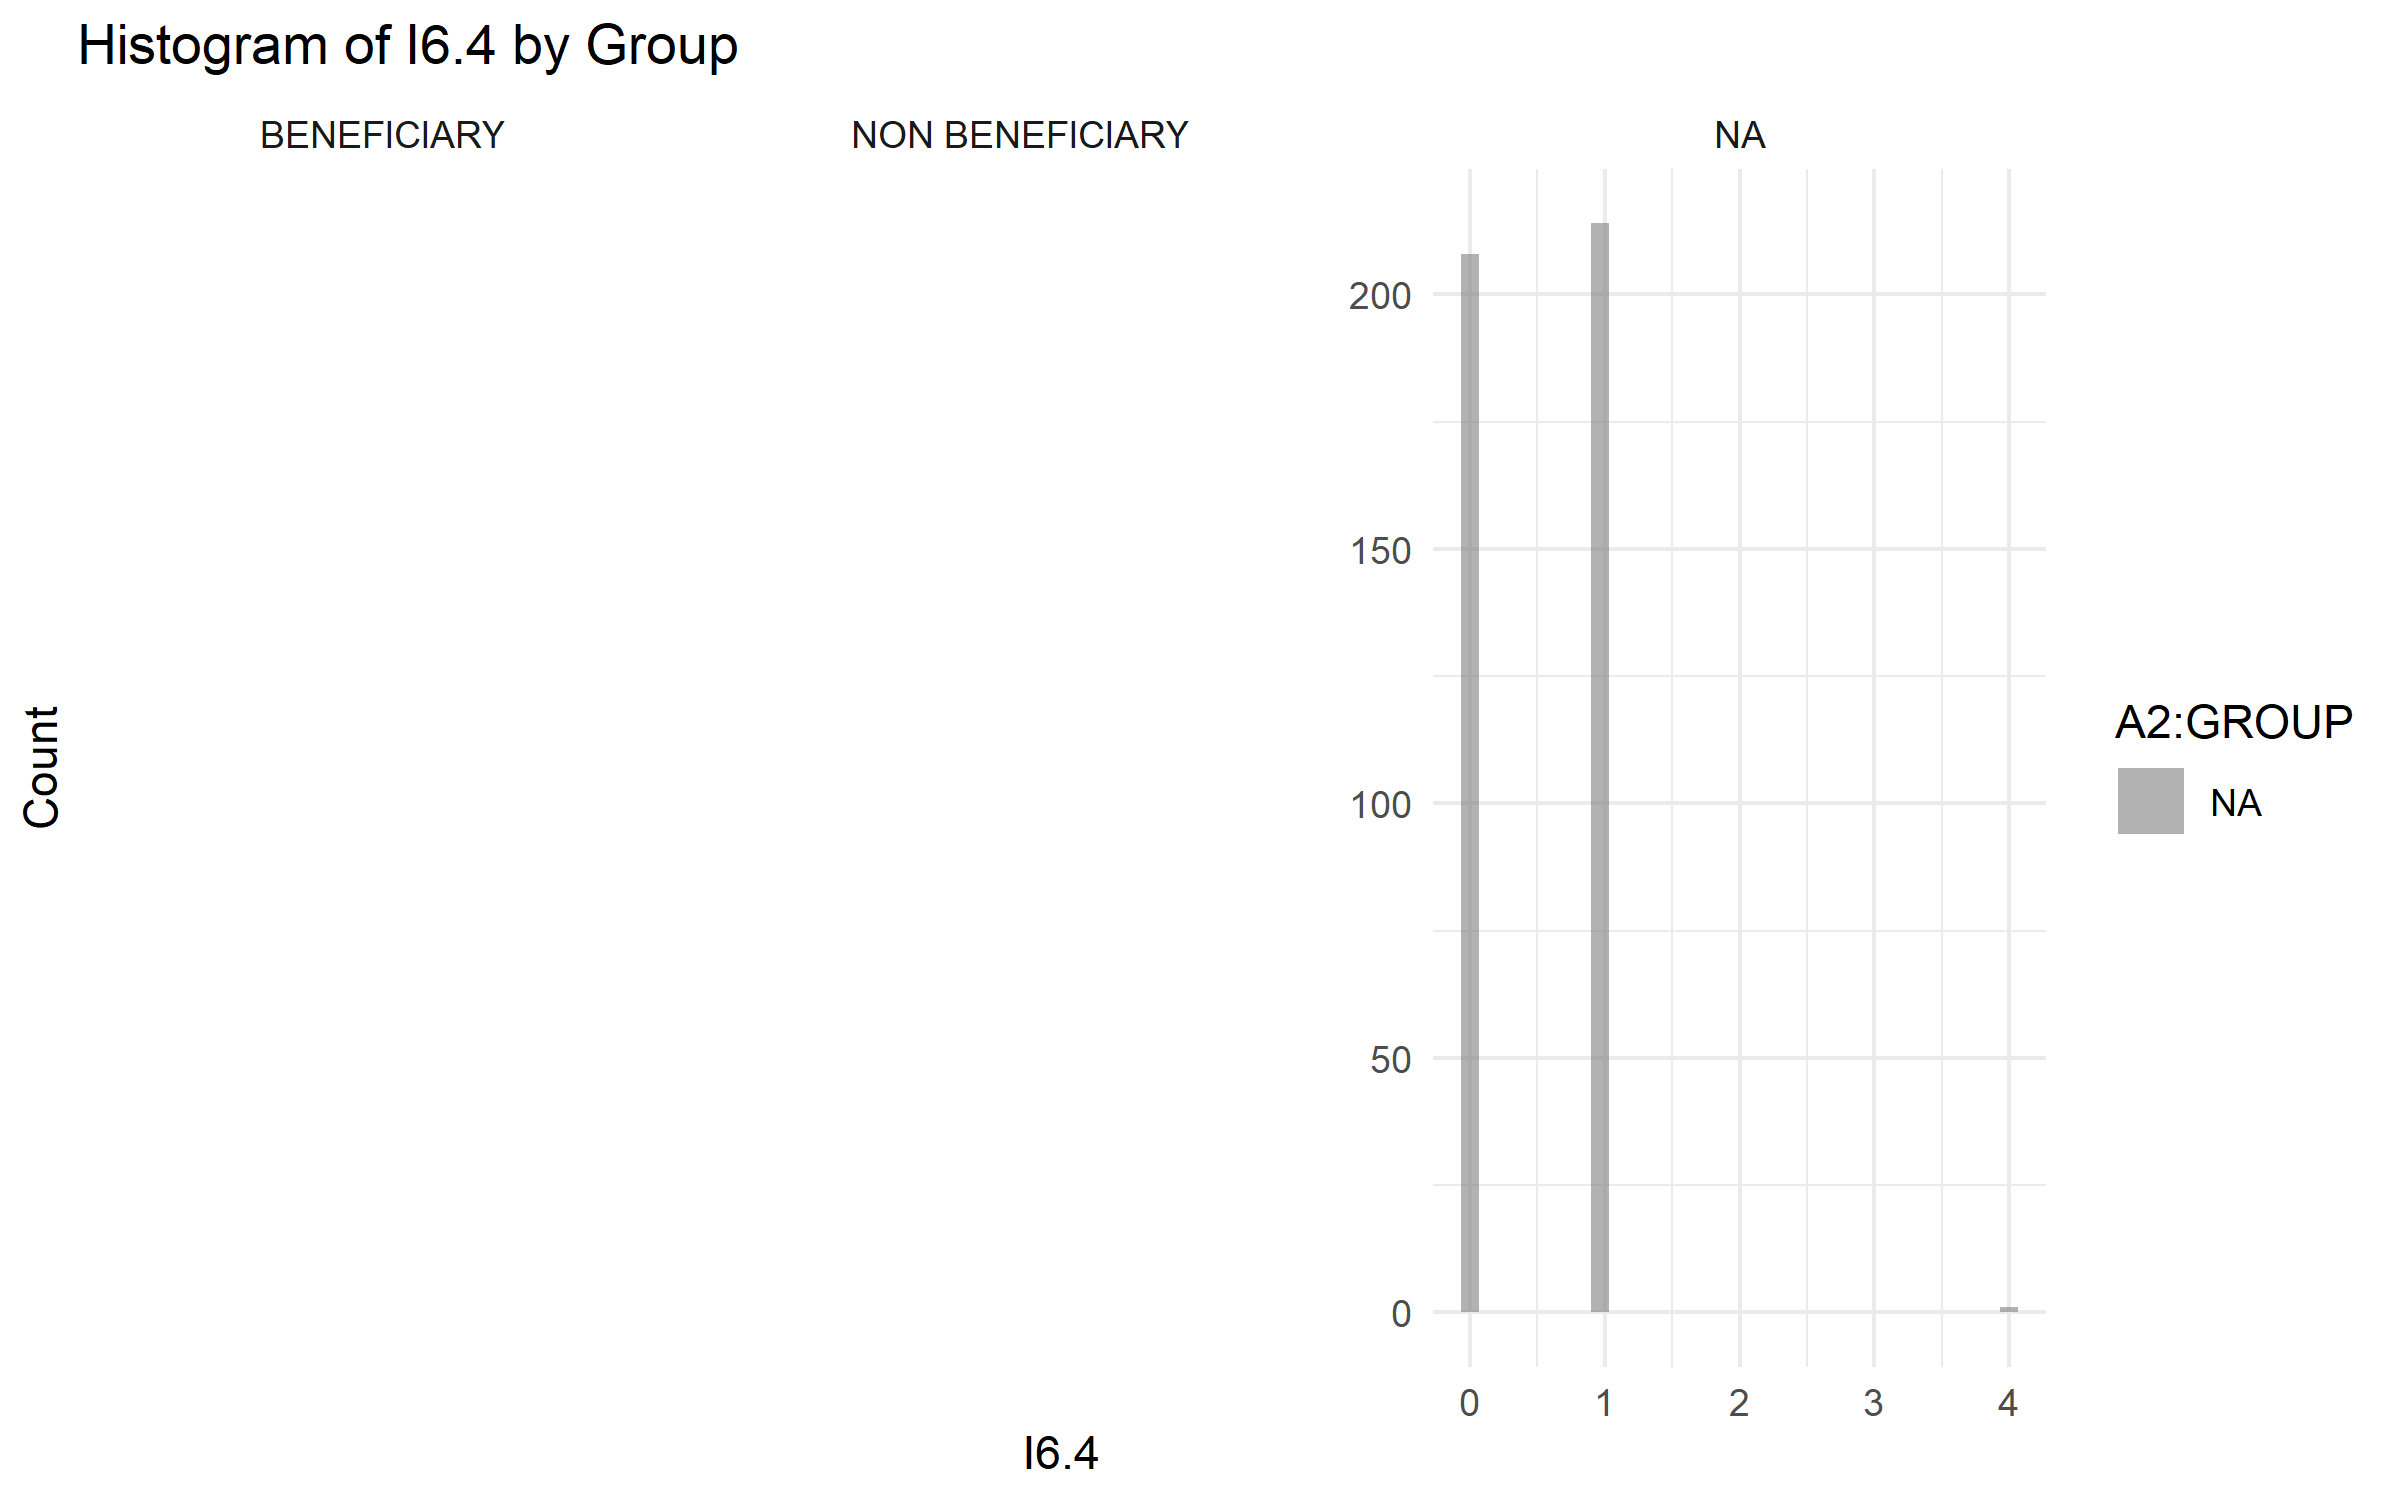 Histogram of I6.4 by Group
BENEFICIARY
NON BENEFICIARY
NA
Count
200
150
100
50
0
0 1 2 3 4
I6.4
A2:GROUP
NA